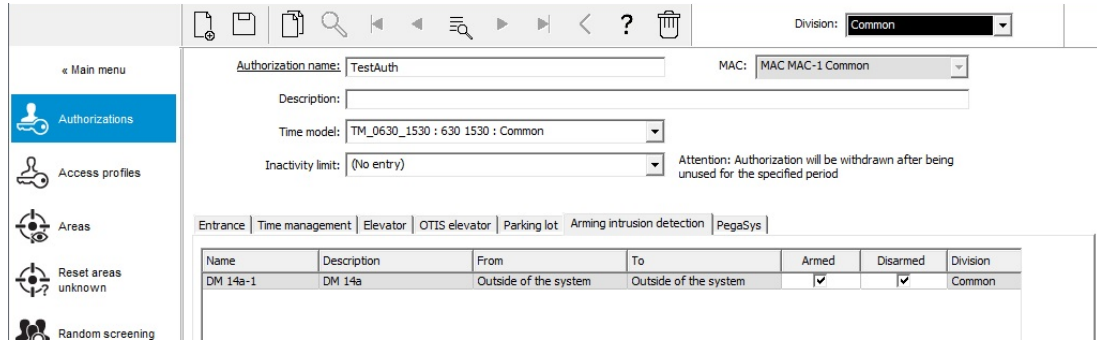 Division: Common
« Main menu
Authorizations
Access profiles
Areas
Reset areas
unknown
Random screening
Authorization name: TestAuth MAC: MAC MAC-1 Common
Description:
Time model: TM_0630_1530 : 630 1530 : Common
Inactivity limit: (No entry) Attention: Authorization will be withdrawn after being
unused for the specified period
Entrance Time management Elevator OTIS elevator Parking lot Arming intrusion detection PegaSys
Name Description From To Armed Disarmed Division
DM 14a-1 DM 14a Outside of the system Outside of the system Common